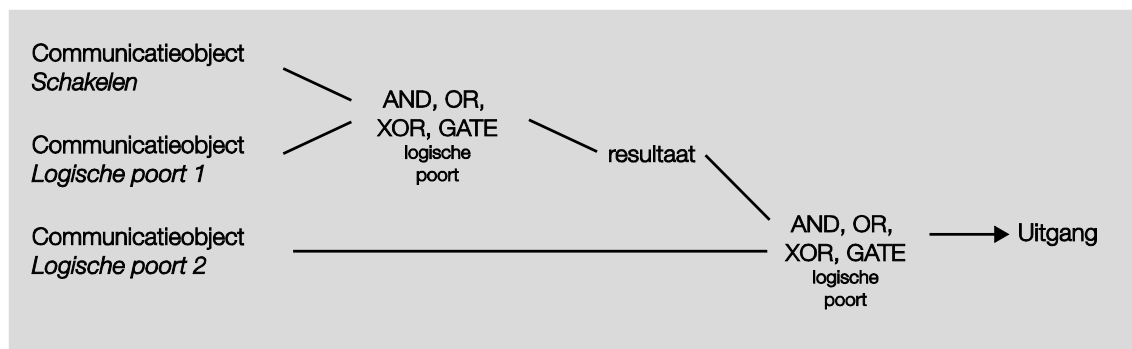 Communicatieobject
Schakelen
Communicatieobject
Logische poort 1
Communicatieobject
Logische poort 2
AND, OR,
XOR, GATE
logische
poort
resultaat
AND, OR,
XOR, GATE
logische
poort
Uitgang